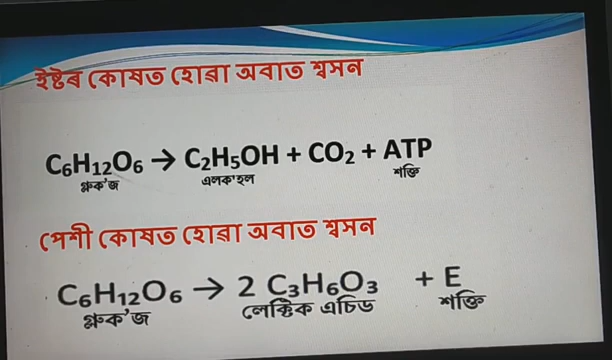 ইষ্টৰ কোষত হোৱা অবাত শ্বসন
C₆H₁₂O₆ → C₂H₅OH + CO₂ + ATP
গ্লুক'জ এলক'হল শক্তি
পেশী কোষত হোৱা অবাত শ্বসন
C₆H₁₂O₆ → 2 C₃H₆O₃ + E
গ্লুক'জ লেক্টিক এচিড শক্তি